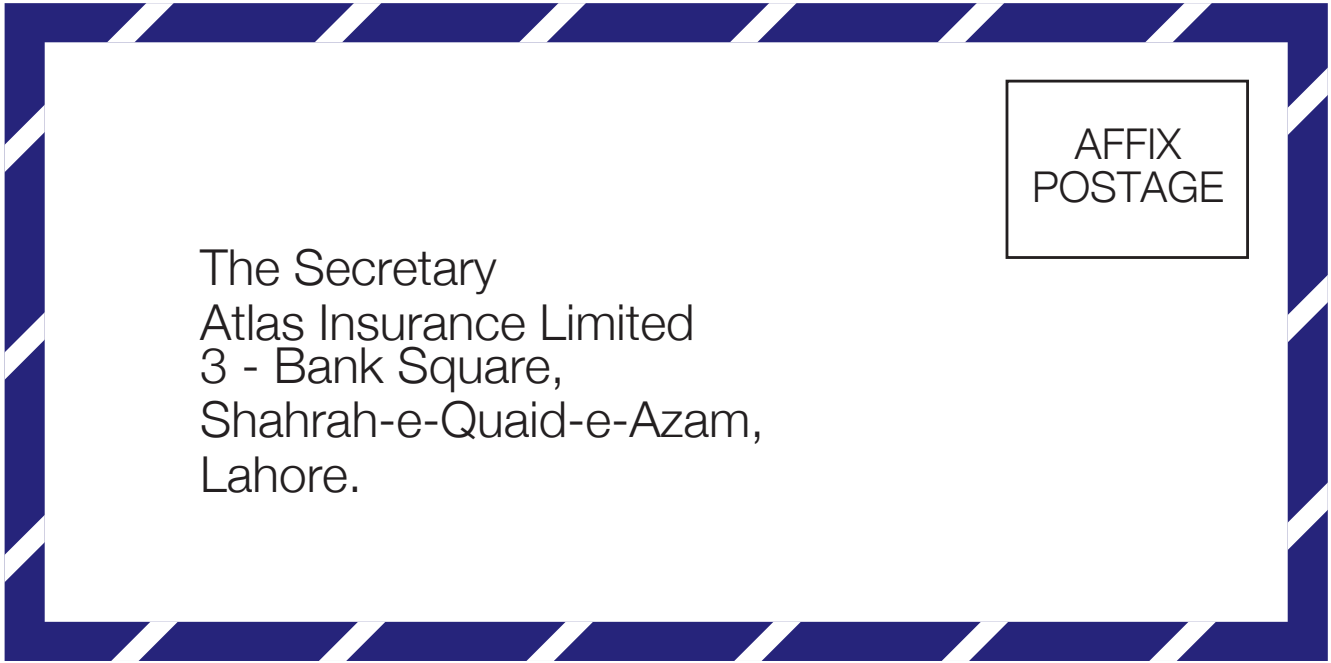 AFFIX
POSTAGE
The Secretary
Atlas Insurance Limited
3 - Bank Square,
Shahrah-e-Quaid-e-Azam,
Lahore.